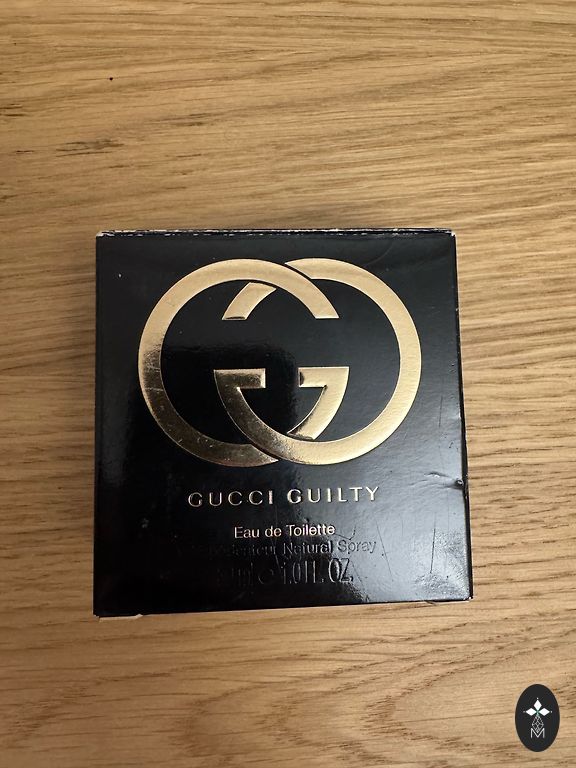 GUCCI GUILTY
Eau de Toilette
Natural Spray
1.0 FL. OZ.